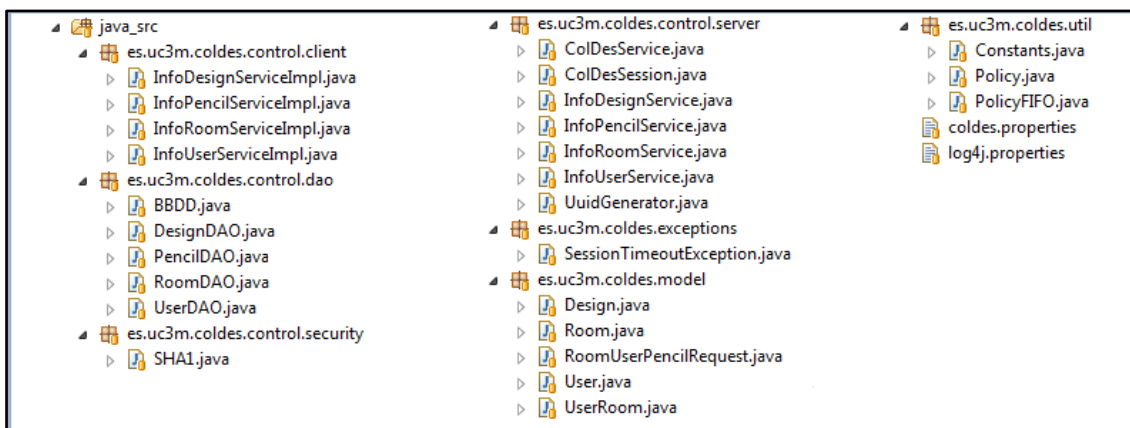 java_src
es.uc3m.coldes.control.client
InfoDesignServiceImpl.java
InfoPencilServiceImpl.java
InfoRoomServiceImpl.java
InfoUserServiceImpl.java
es.uc3m.coldes.control.dao
BBDD.java
DesignDAO.java
PencilDAO.java
RoomDAO.java
UserDAO.java
es.uc3m.coldes.control.security
SHA1.java
es.uc3m.coldes.control.server
ColDesService.java
ColDesSession.java
InfoDesignService.java
InfoPencilService.java
InfoRoomService.java
InfoUserService.java
UuidGenerator.java
es.uc3m.coldes.exceptions
SessionTimeoutException.java
es.uc3m.coldes.model
Design.java
Room.java
RoomUserPencilRequest.java
User.java
UserRoom.java
es.uc3m.coldes.util
Constants.java
Policy.java
PolicyFIFO.java
coldes.properties
log4j.properties